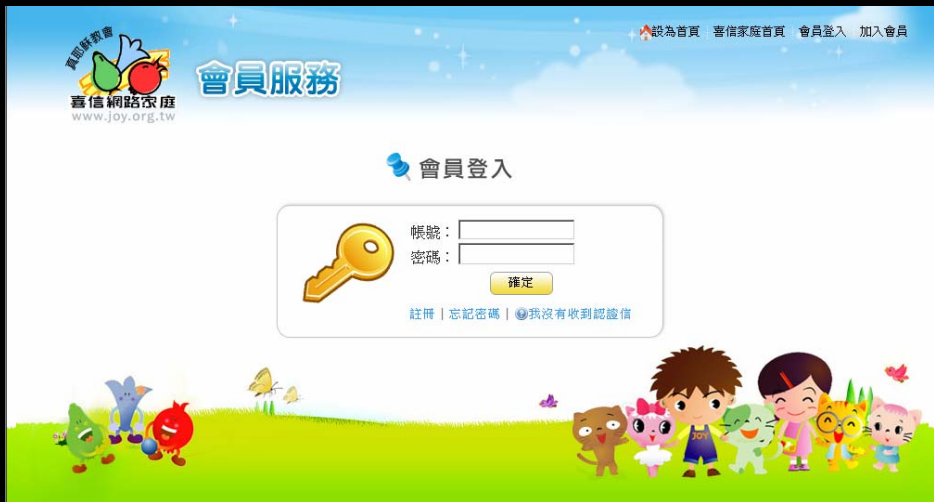 設為首頁 喜信家庭首頁 會員登入 加入會員
真耶穌教會
喜信網路家庭
www.joy.org.tw
會員服務
會員登入
帳號：
密碼：
確定
註冊 | 忘記密碼 | 我沒有收到認證信
JOY